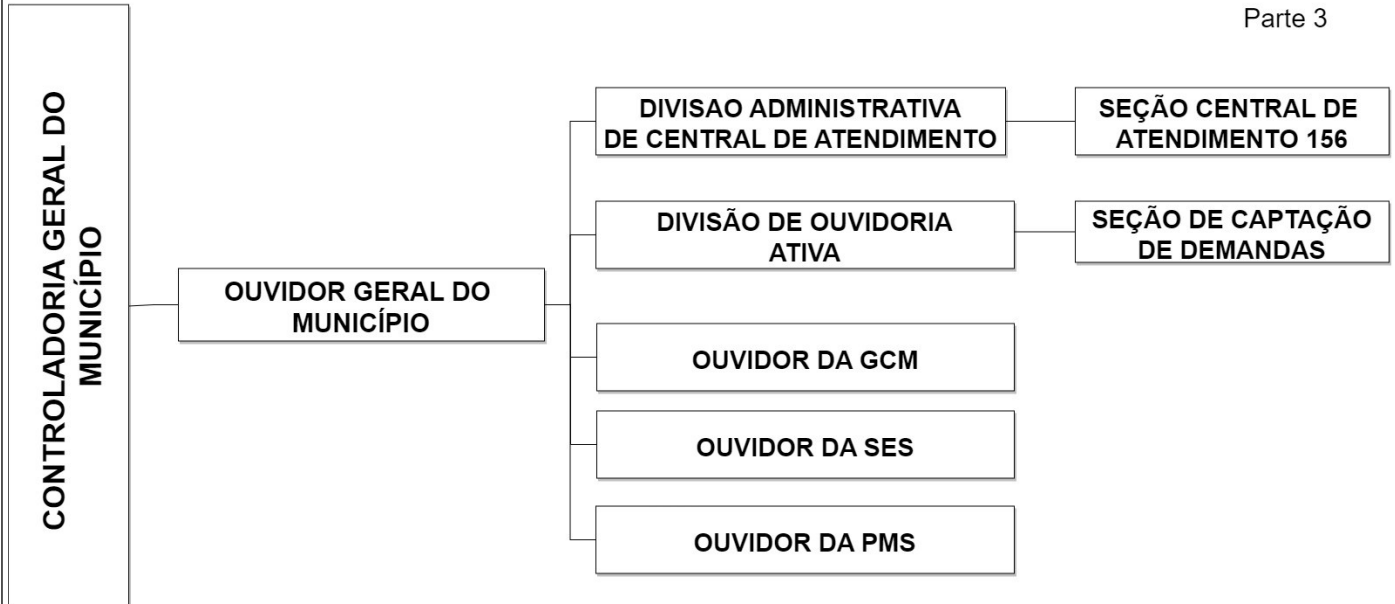 Parte 3
CONTROLADORIA GERAL DO
MUNICÍPIO
OUVIDOR GERAL DO
MUNICÍPIO
DIVISAO ADMINISTRATIVA
DE CENTRAL DE ATENDIMENTO
SEÇÃO CENTRAL DE
ATENDIMENTO 156
DIVISÃO DE OUVIDORIA
ATIVA
SEÇÃO DE CAPTAÇÃO
DE DEMANDAS
OUVIDOR DA GCM
OUVIDOR DA SES
OUVIDOR DA PMS